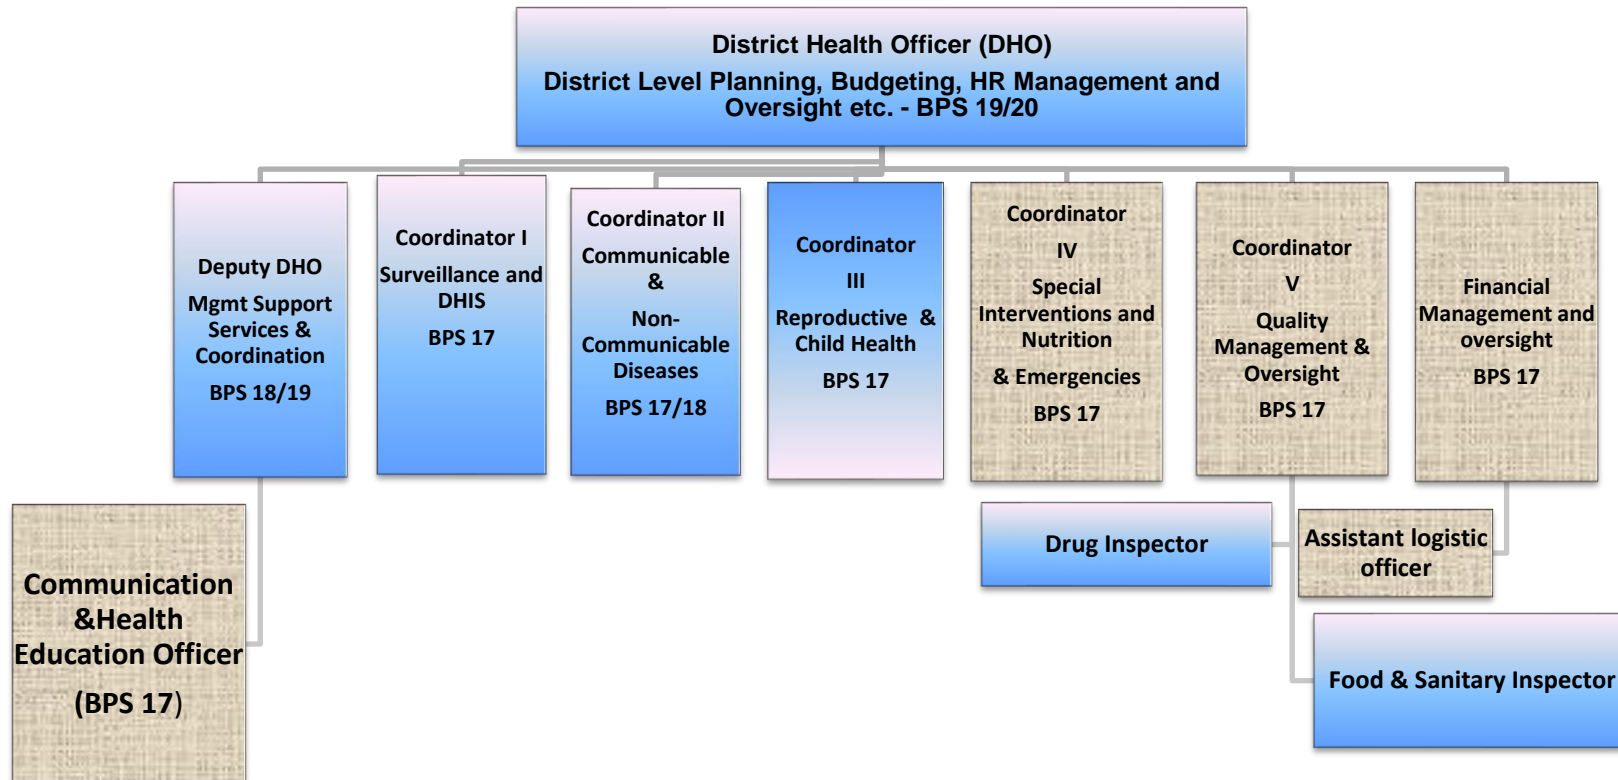 District Health Officer (DHO)
District Level Planning, Budgeting, HR Management and
Oversight etc. - BPS 19/20
Deputy DHO
Mgmt Support
Services &
Coordination
BPS 18/19
Coordinator I
Surveillance and
DHIS
BPS 17
Coordinator II
Communicable
&
Non-
Communicable
Diseases
BPS 17/18
Coordinator
III
Reproductive &
Child Health
BPS 17
Coordinator
IV
Special
Interventions and
Nutrition
& Emergencies
BPS 17
Coordinator
V
Quality
Management &
Oversight
BPS 17
Financial
Management and
oversight
BPS 17
Communication
&Health
Education Officer
(BPS 17)
Drug Inspector
Assistant logistic
officer
Food & Sanitary Inspector